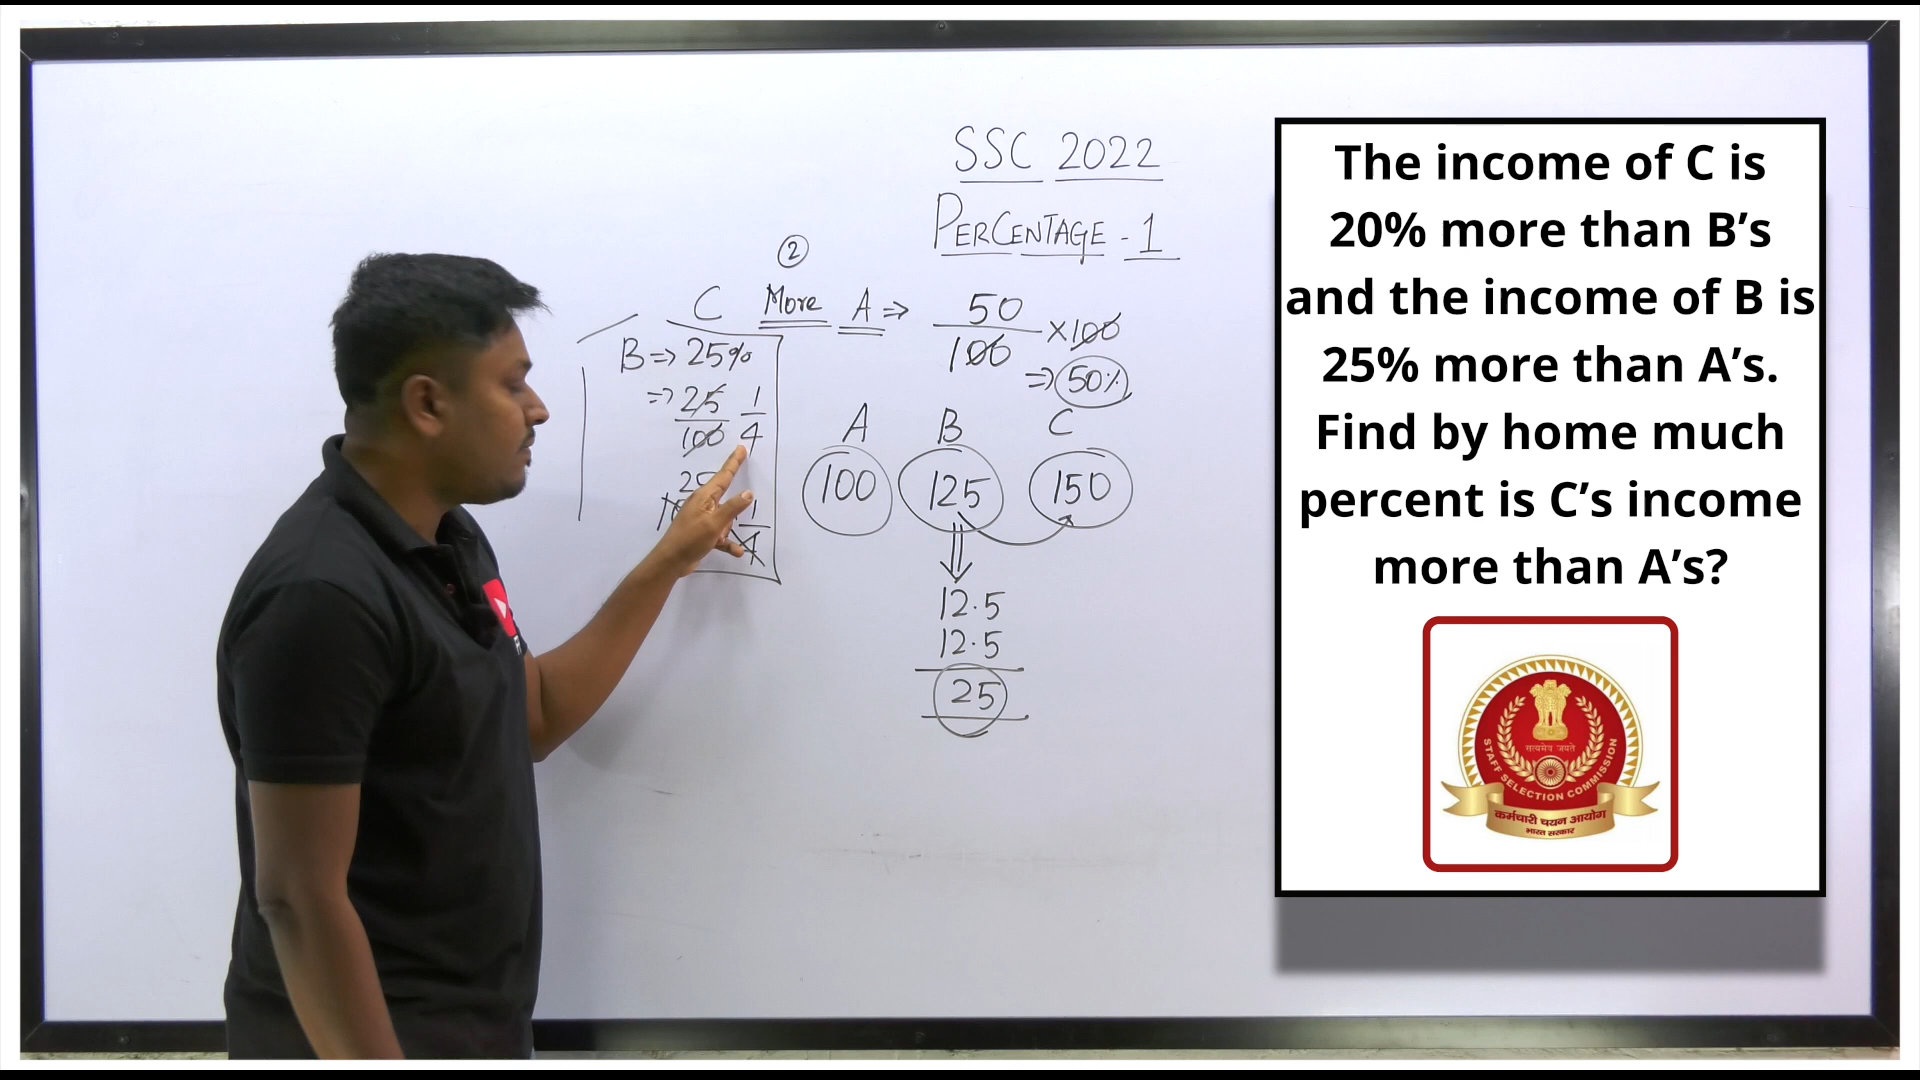 SSC 2022
PERCENTAGE - 1
2
C More A ⇒ 50/100 ×100
⇒ 50%
B ⇒ 25%
⇒ 25/100 1/4
1
4
A B C
100 125 150
12.5
12.5
25
The income of C is
20% more than B’s
and the income of B is
25% more than A’s.
Find by home much
percent is C’s income
more than A’s?
STAFF SELECTION COMMISSION
सत्यमेव जयते
कर्मचारी चयन आयोग
भारत सरकार